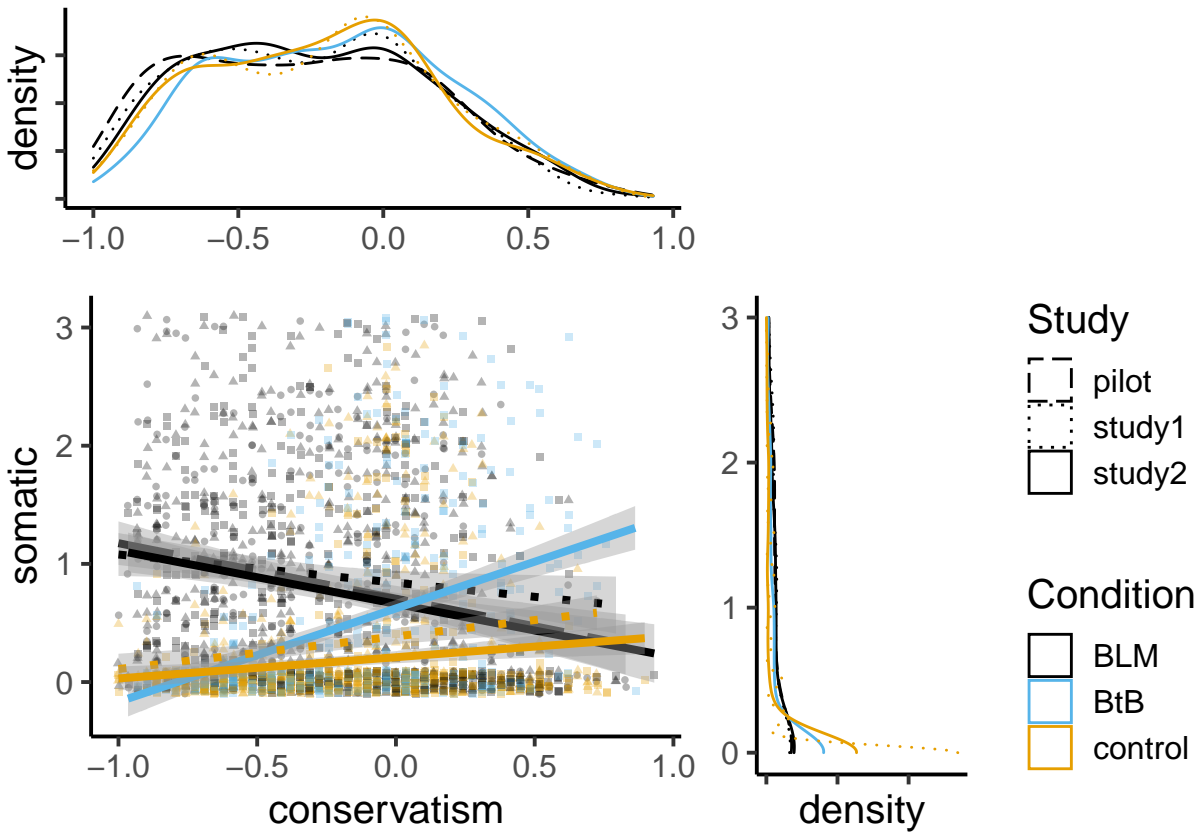 density
−1.0 −0.5 0.0 0.5 1.0
3
2
1
0
somatic
−1.0 −0.5 0.0 0.5 1.0
conservatism
3
2
1
0
density
Study
pilot
study1
study2
Condition
BLM
BtB
control